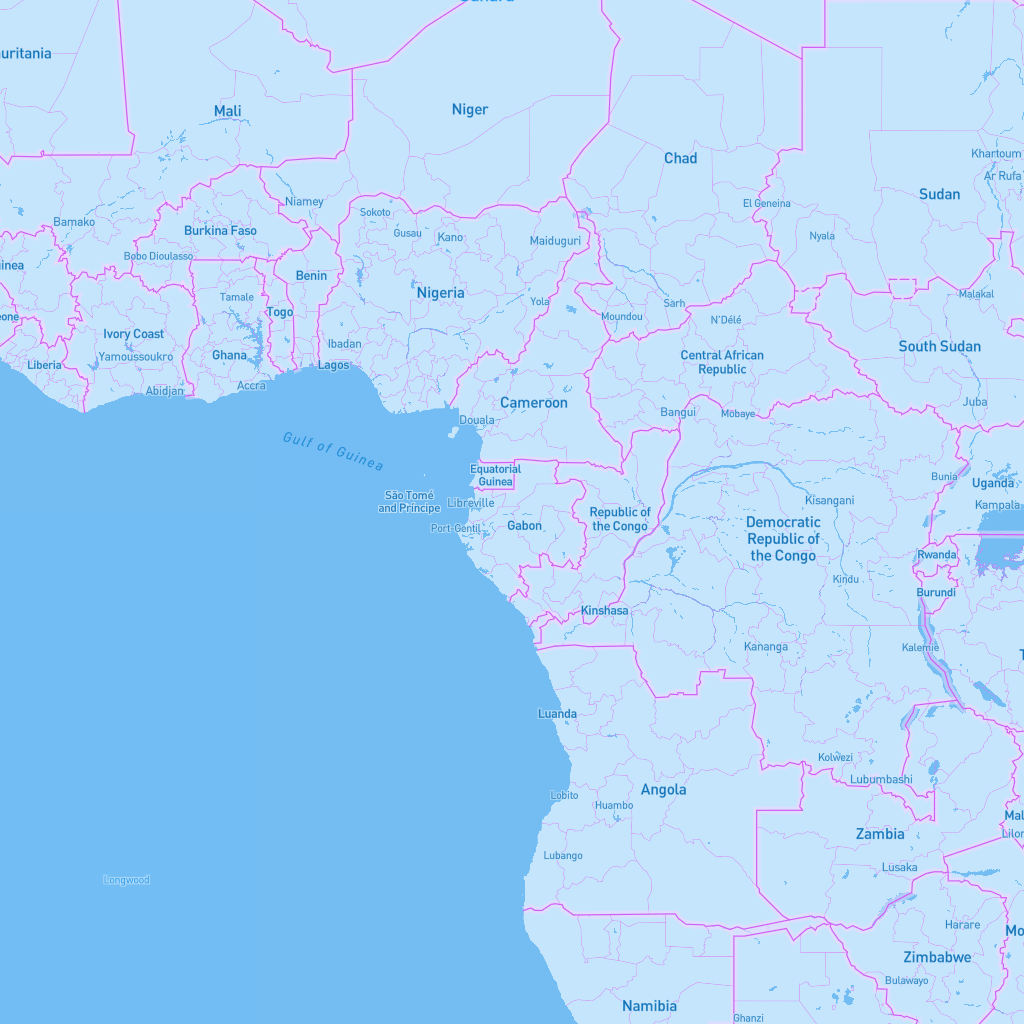 Sahara
Mali
Niger
Chad
Khartoum
Ar Rufa
Sudan
Niamey
Sokoto
El Geneina
Bamako
Gusau
Kano
Burkina Faso
Maiduguri
Nyala
Bobo Dioulasso
Benin
Nigeria
Yola
Malakal
Tamale
Togo
Sarh
Moundou
N'Délé
Ivory Coast
Ibadan
South Sudan
Yamoussoukro
Ghana
Central African
Republic
Liberia
Lagos
Abidjan
Accra
Cameroon
Bangui
Mobaye
Juba
Douala
Gulf of Guinea
Equatorial
Guinea
Bunia
Uganda
São Tomé
and Príncipe
Libreville
Kisangani
Kampala
Port-Gentil
Gabon
Republic of
the Congo
Democratic
Republic of
the Congo
Rwanda
Kindu
Burundi
Kinshasa
Kananga
Kalemie
Luanda
Kolwezi
Lubumbashi
Angola
Lobito
Huambo
Zambia
Lubango
Lusaka
Longwood
Harare
Zimbabwe
Bulawayo
Namibia
Ghanzi
uritania
uinea
eone
T
Mal
Lilon
Mo